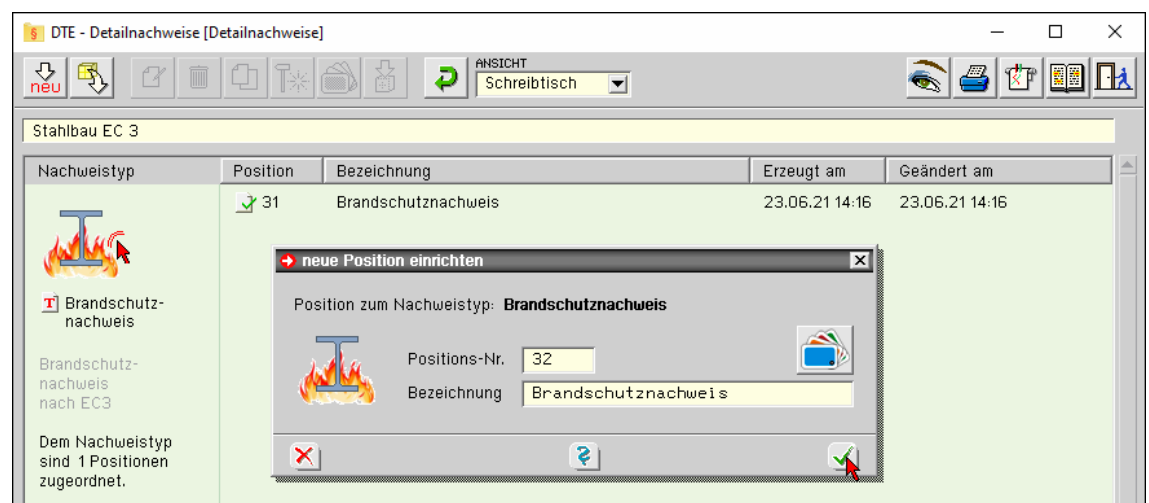 § DTE - Detailnachweise [Detailnachweise]
neu
ANSICHT
Schreibtisch
Stahlbau EC 3
Nachweistyp Position Bezeichnung Erzeugt am Geändert am
31 Brandschutznachweis 23.06.21 14:16 23.06.21 14:16
T Brandschutz-
nachweis
Brandschutz-
nachweis
nach EC3
Dem Nachweistyp
sind 1 Positionen
zugeordnet.
neue Position einrichten
Position zum Nachweistyp: Brandschutznachweis
Positions-Nr. 32
Bezeichnung Brandschutznachweis